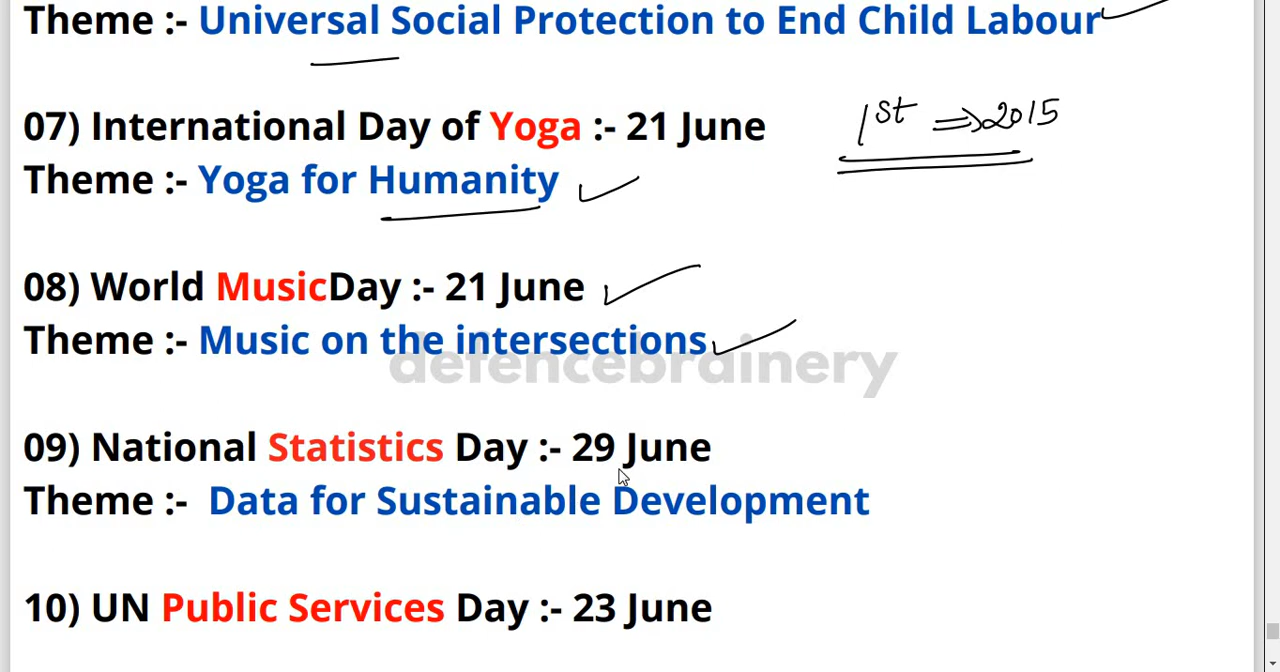 Theme :- Universal Social Protection to End Child Labour
07) International Day of Yoga :- 21 June
1st ⇒ 2015
Theme :- Yoga for Humanity
08) World MusicDay :- 21 June
Theme :- Music on the intersections
defencebrainery
09) National Statistics Day :- 29 June
Theme :-  Data for Sustainable Development
10) UN Public Services Day :- 23 June